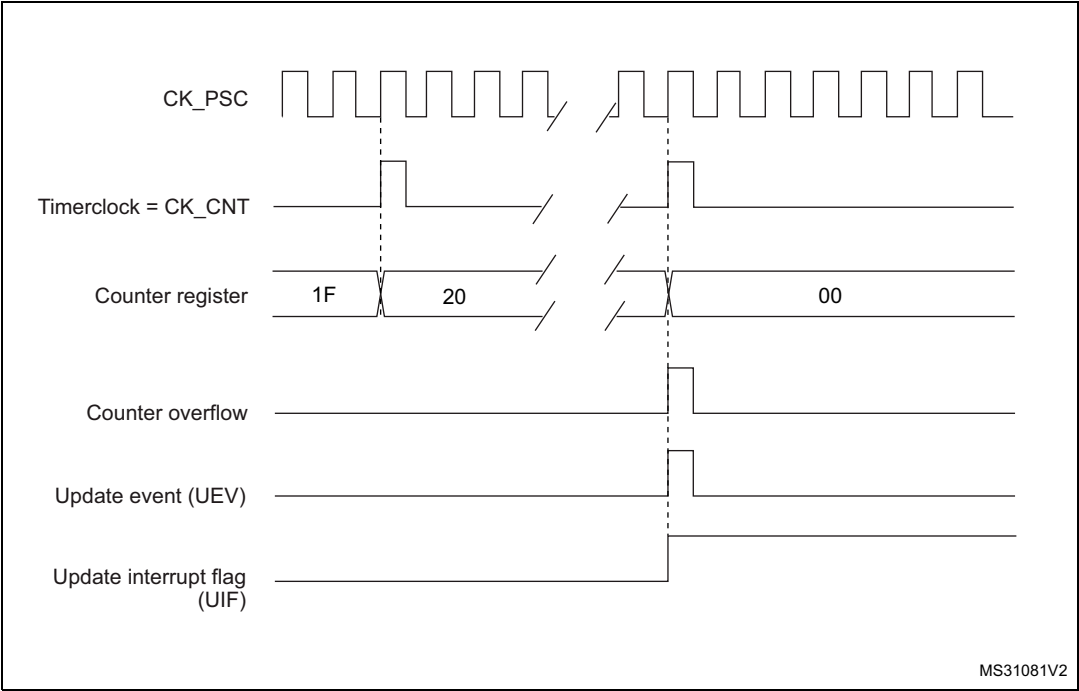 CK_PSC
Timerclock = CK_CNT
Counter register
1F
20
00
Counter overflow
Update event (UEV)
Update interrupt flag
(UIF)
MS31081V2